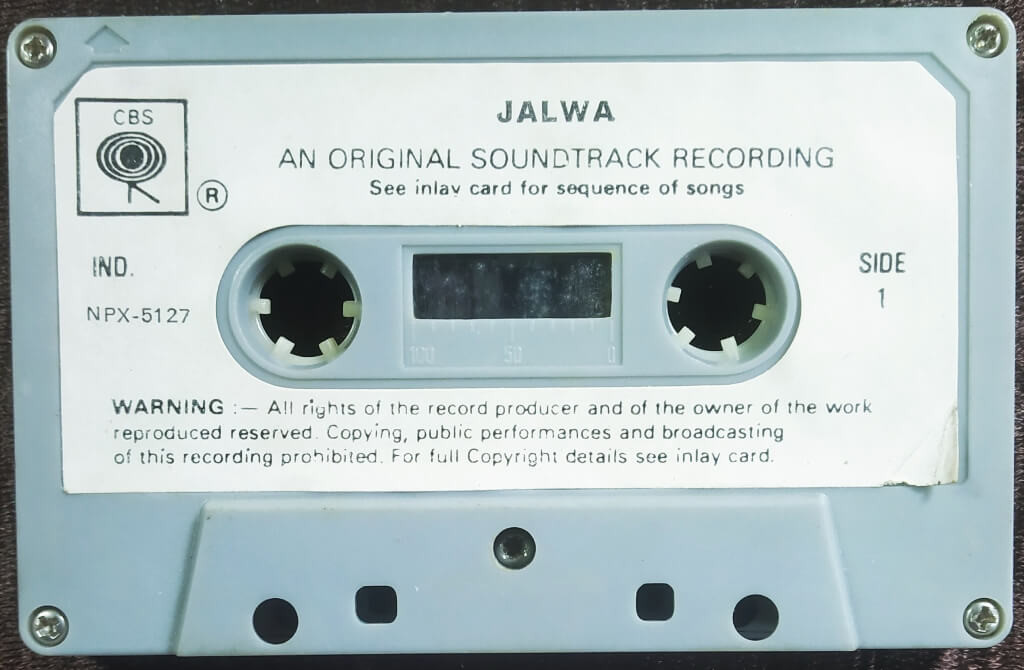 CBS
®
JALWA
AN ORIGINAL SOUNDTRACK RECORDING
See inlay card for sequence of songs
IND.
NPX-5127
SIDE
1
100 50 0
WARNING :— All rights of the record producer and of the owner of the work
reproduced reserved. Copying, public performances and broadcasting
of this recording prohibited. For full Copyright details see inlay card.